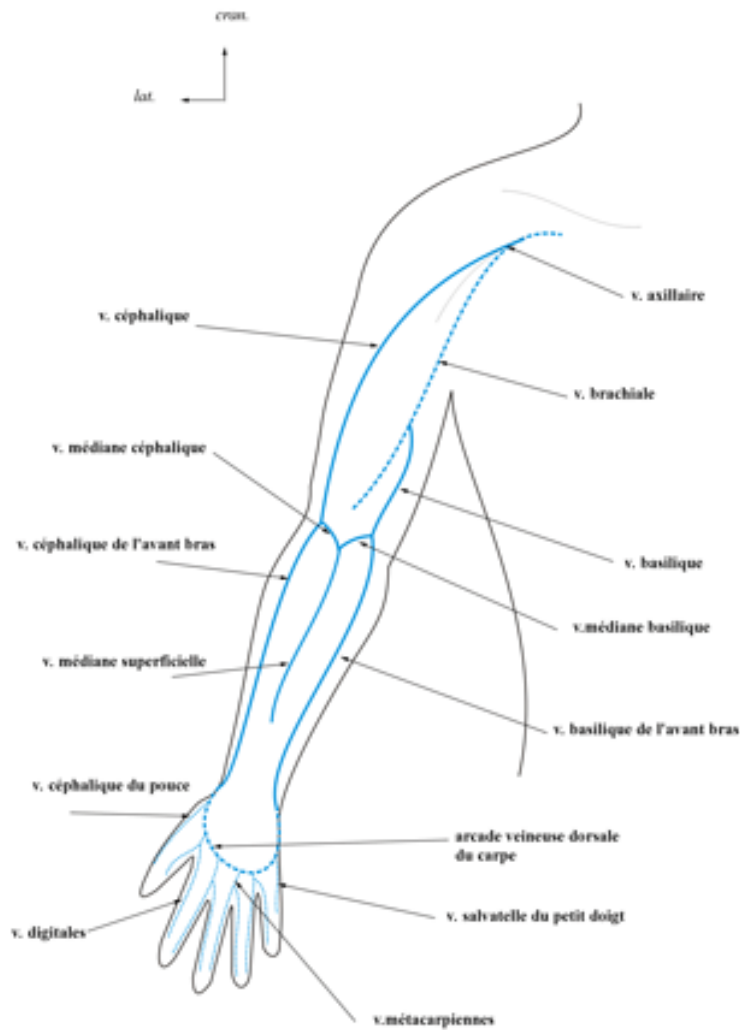 cran.
lat.
v. axillaire
v. céphalique
v. brachiale
v. médiane céphalique
v. céphalique de l'avant bras
v. basilique
v.médiane basilique
v. médiane superficielle
v. basilique de l'avant bras
v. céphalique du pouce
arcade veineuse dorsale
du carpe
v. salvatelle du petit doigt
v. digitales
v.métacarpiennes